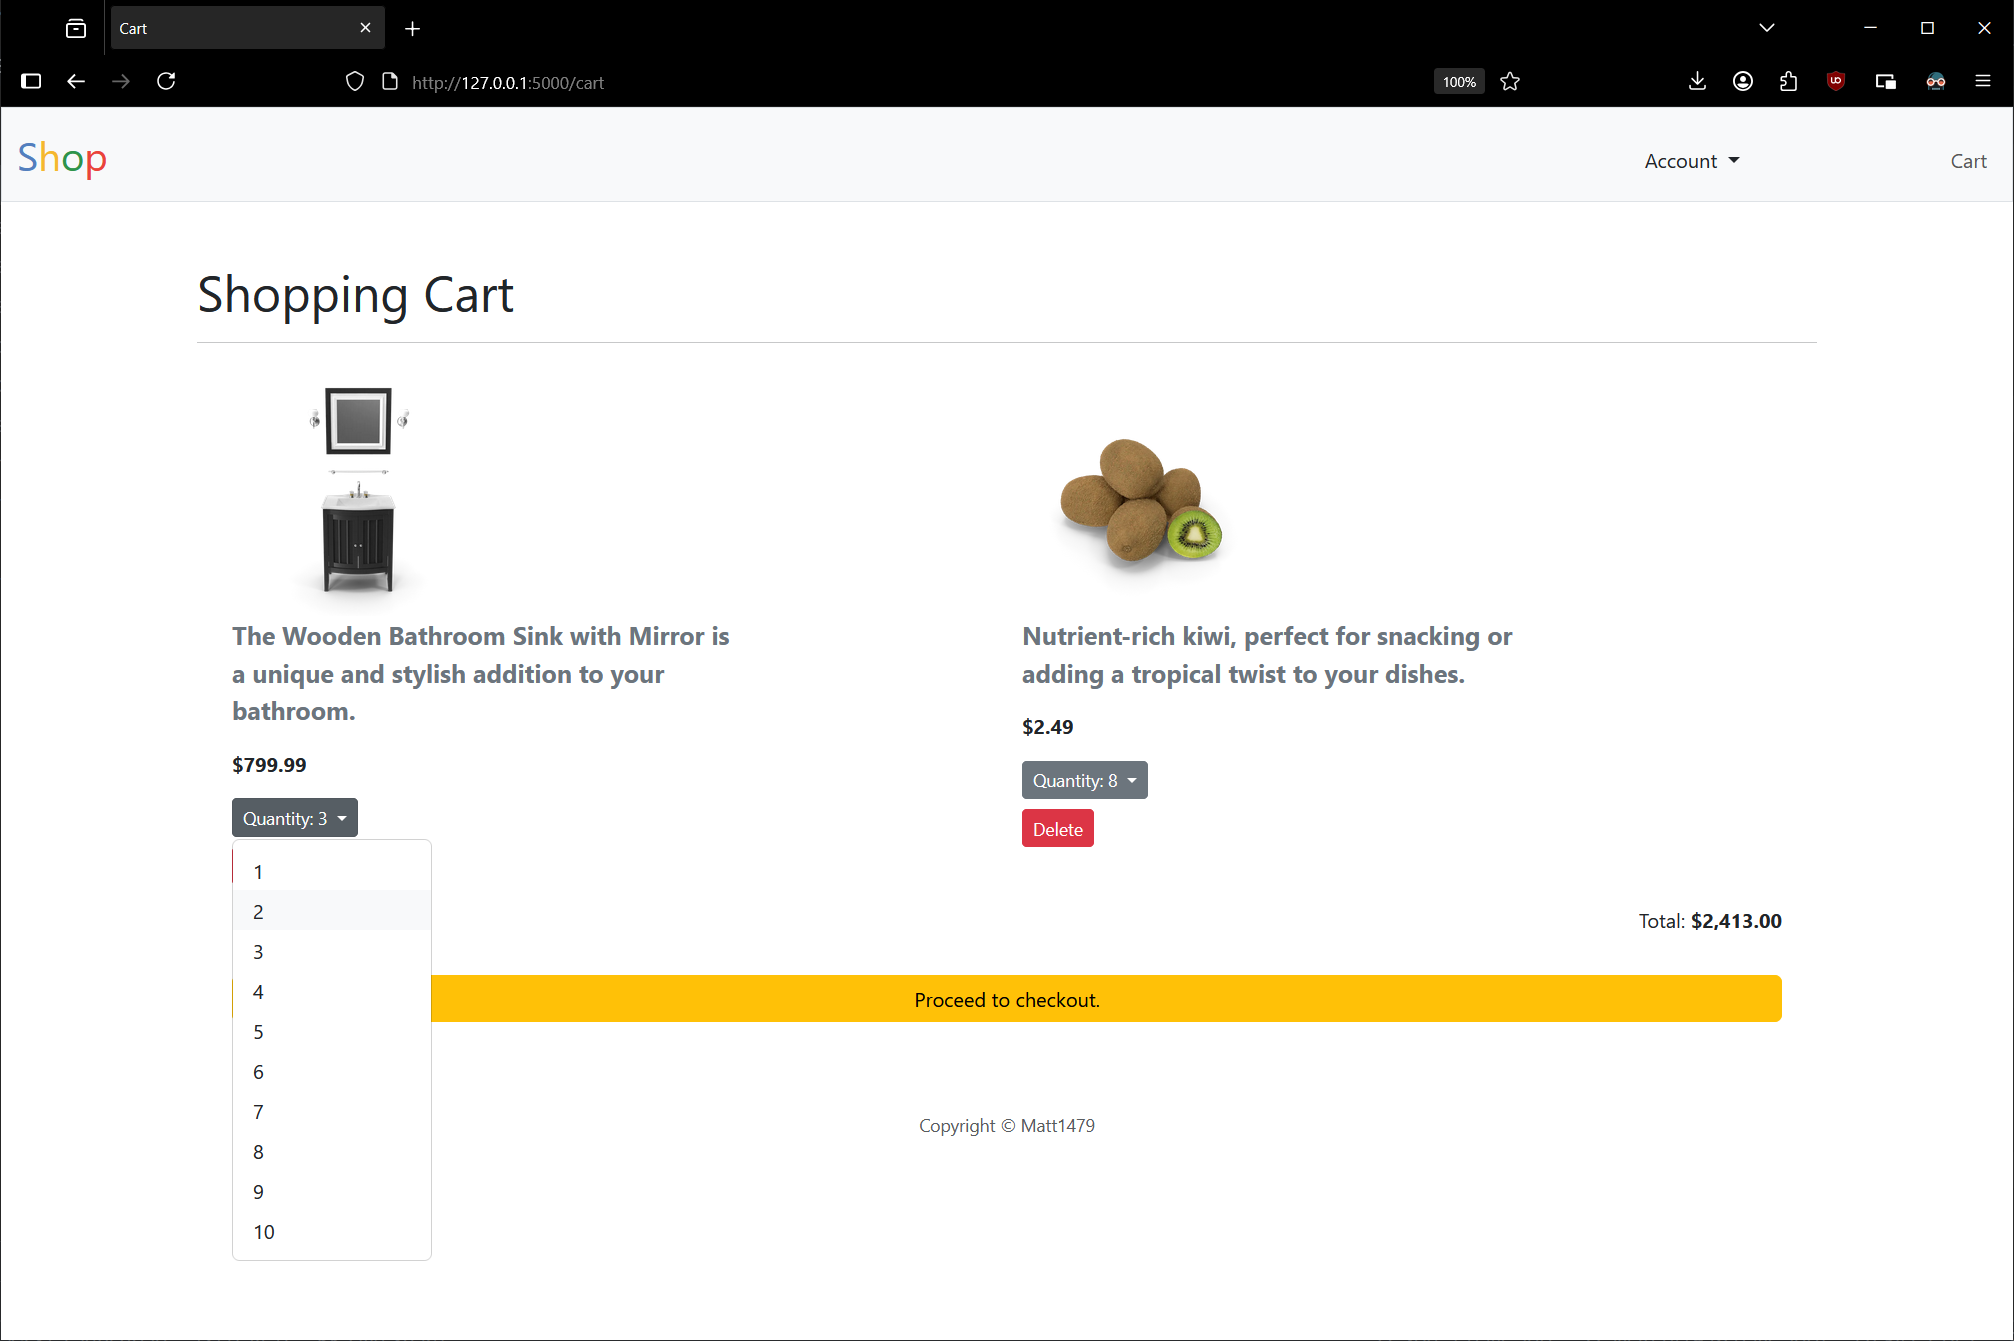 Cart
http://127.0.0.1:5000/cart
100%
Shop
Account
Cart
Shopping Cart
The Wooden Bathroom Sink with Mirror is
a unique and stylish addition to your
bathroom.
$799.99
Quantity: 3
1
2
3
4
5
6
7
8
9
10
Nutrient-rich kiwi, perfect for snacking or
adding a tropical twist to your dishes.
$2.49
Quantity: 8
Delete
Total: $2,413.00
Proceed to checkout.
Copyright © Matt1479